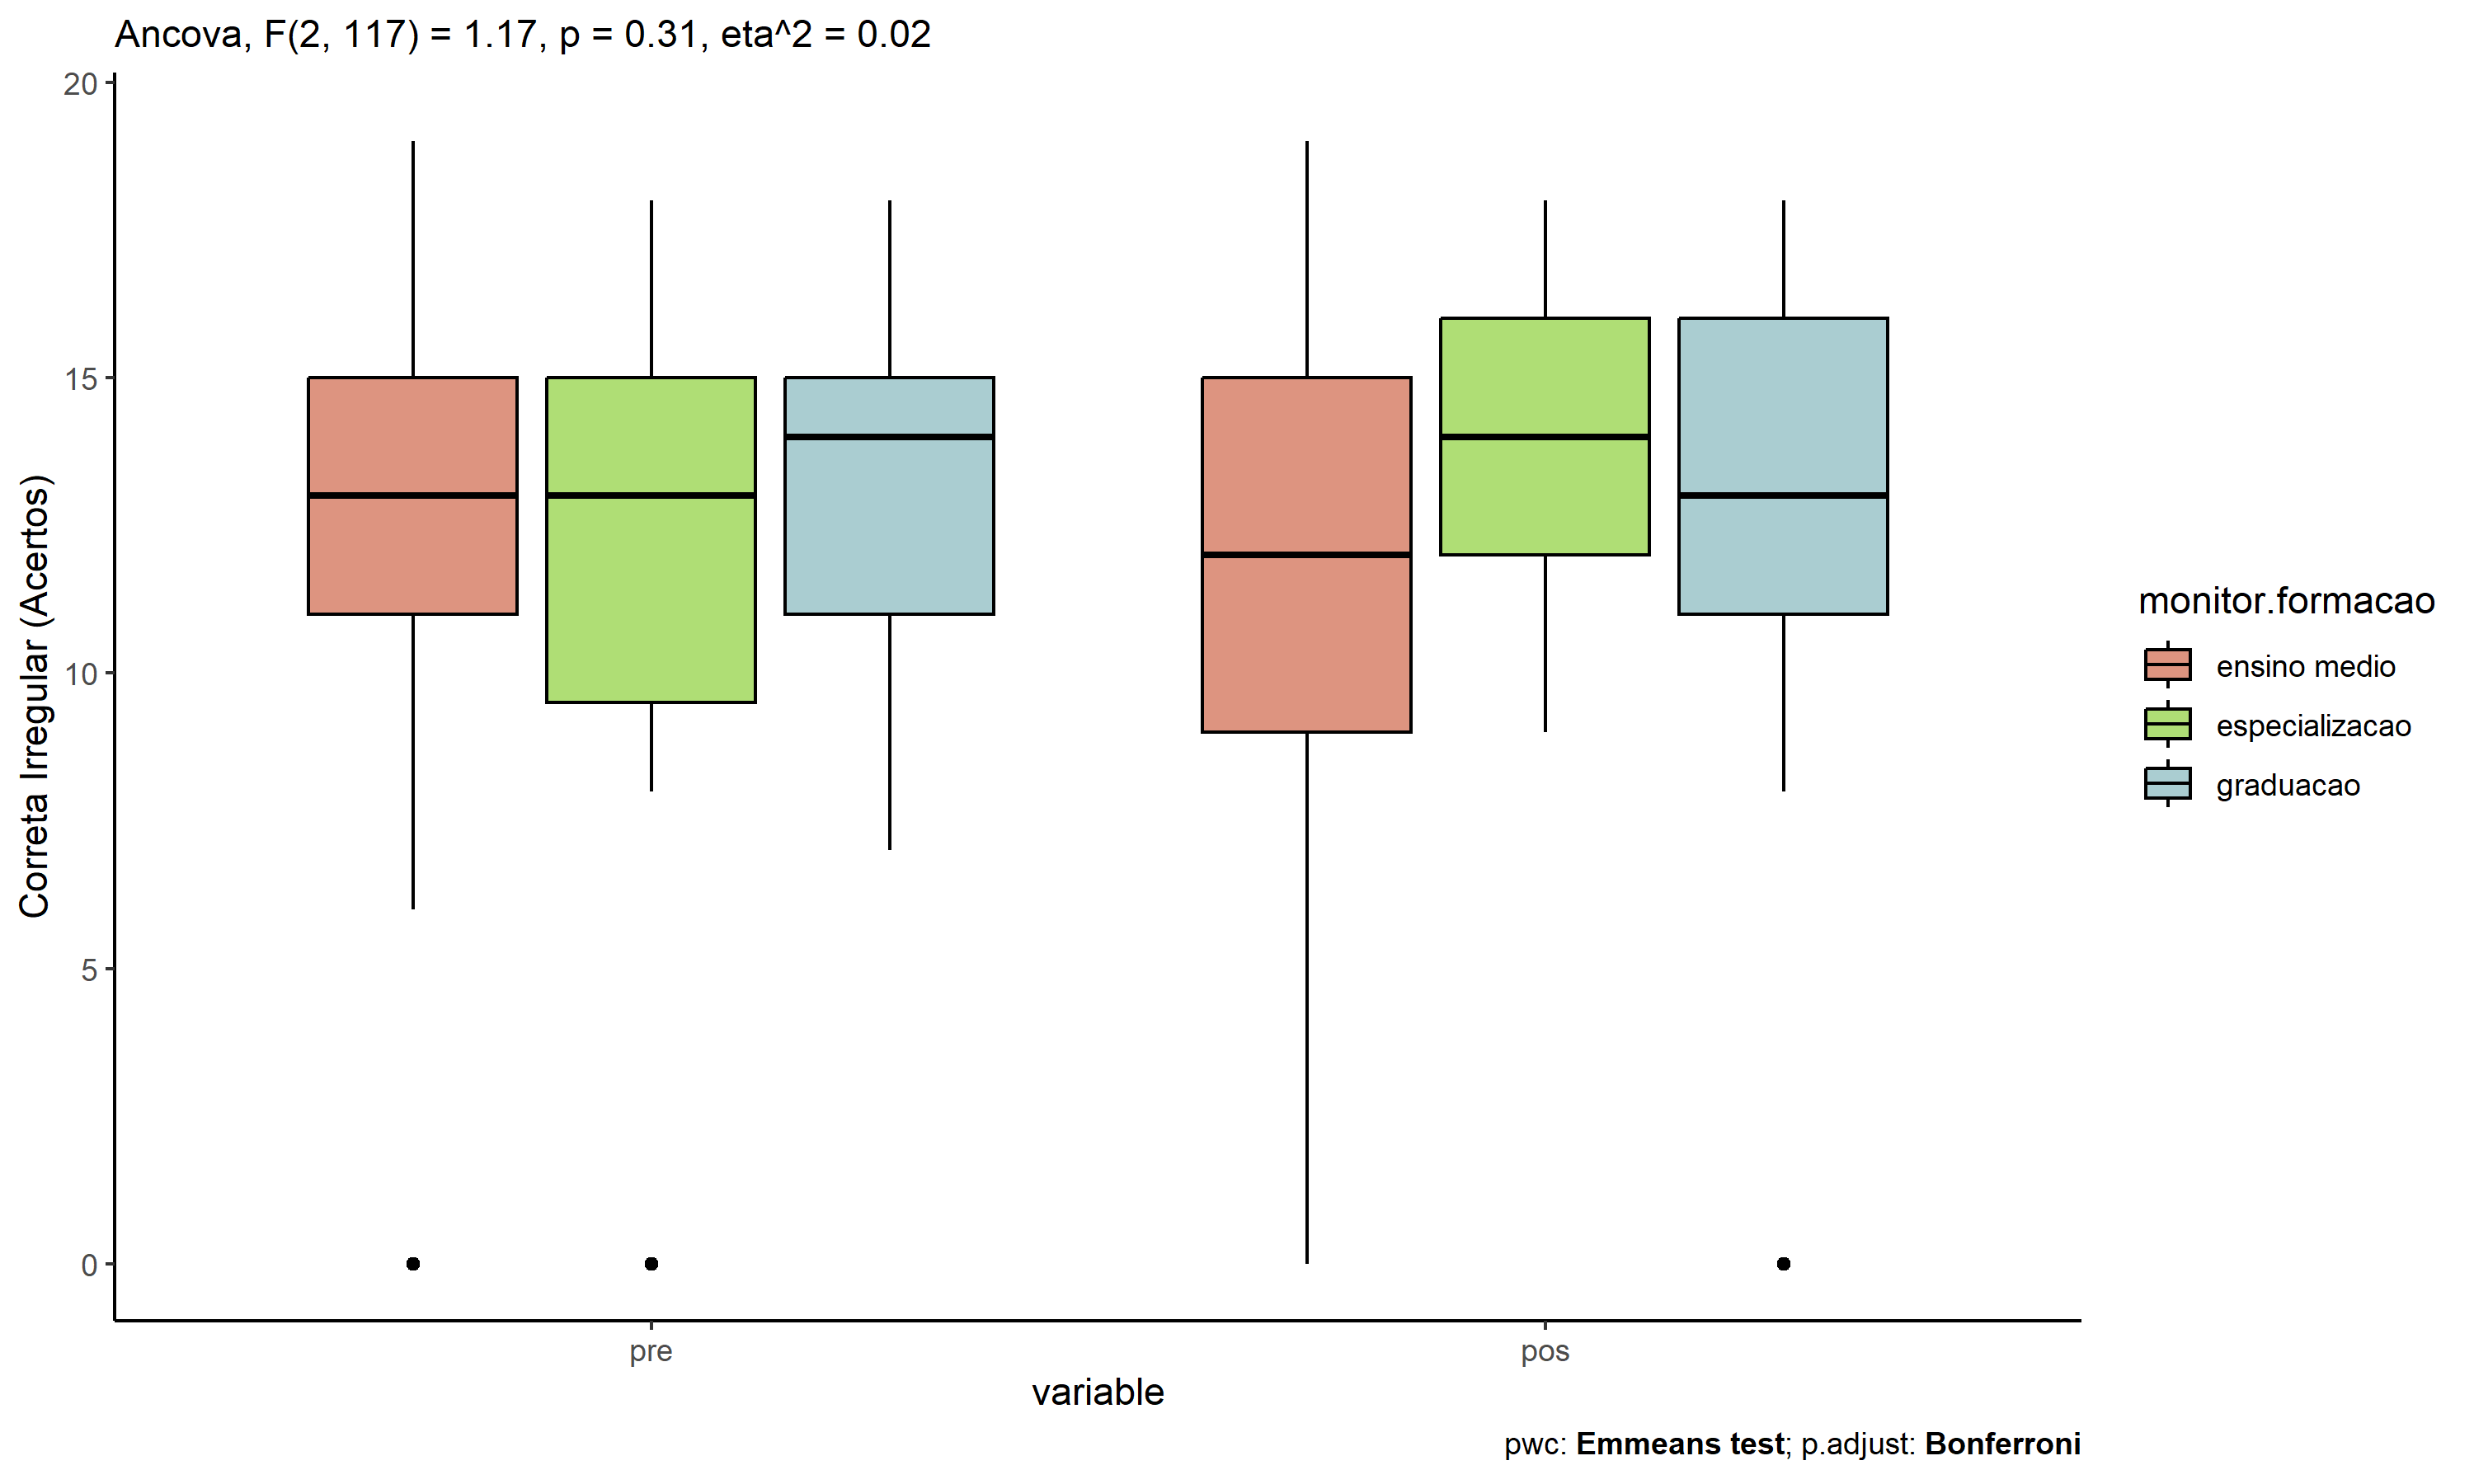 Ancova, F(2, 117) = 1.17, p = 0.31, eta^2 = 0.02
Correta Irregular (Acertos)
20
15
10
5
0
pre
pos
variable
monitor.formacao
ensino medio
especializacao
graduacao
pwc: Emmeans test; p.adjust: Bonferroni